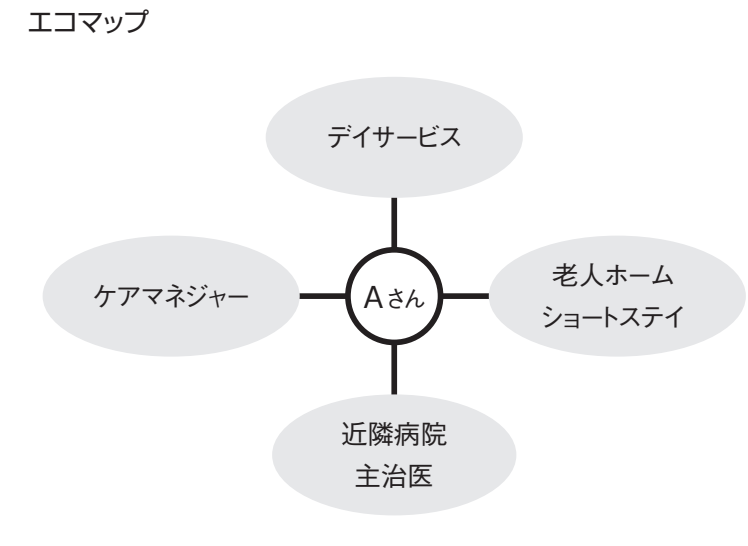 エコマップ
デイサービス
ケアマネジャー
Aさん
老人ホーム
ショートステイ
近隣病院
主治医